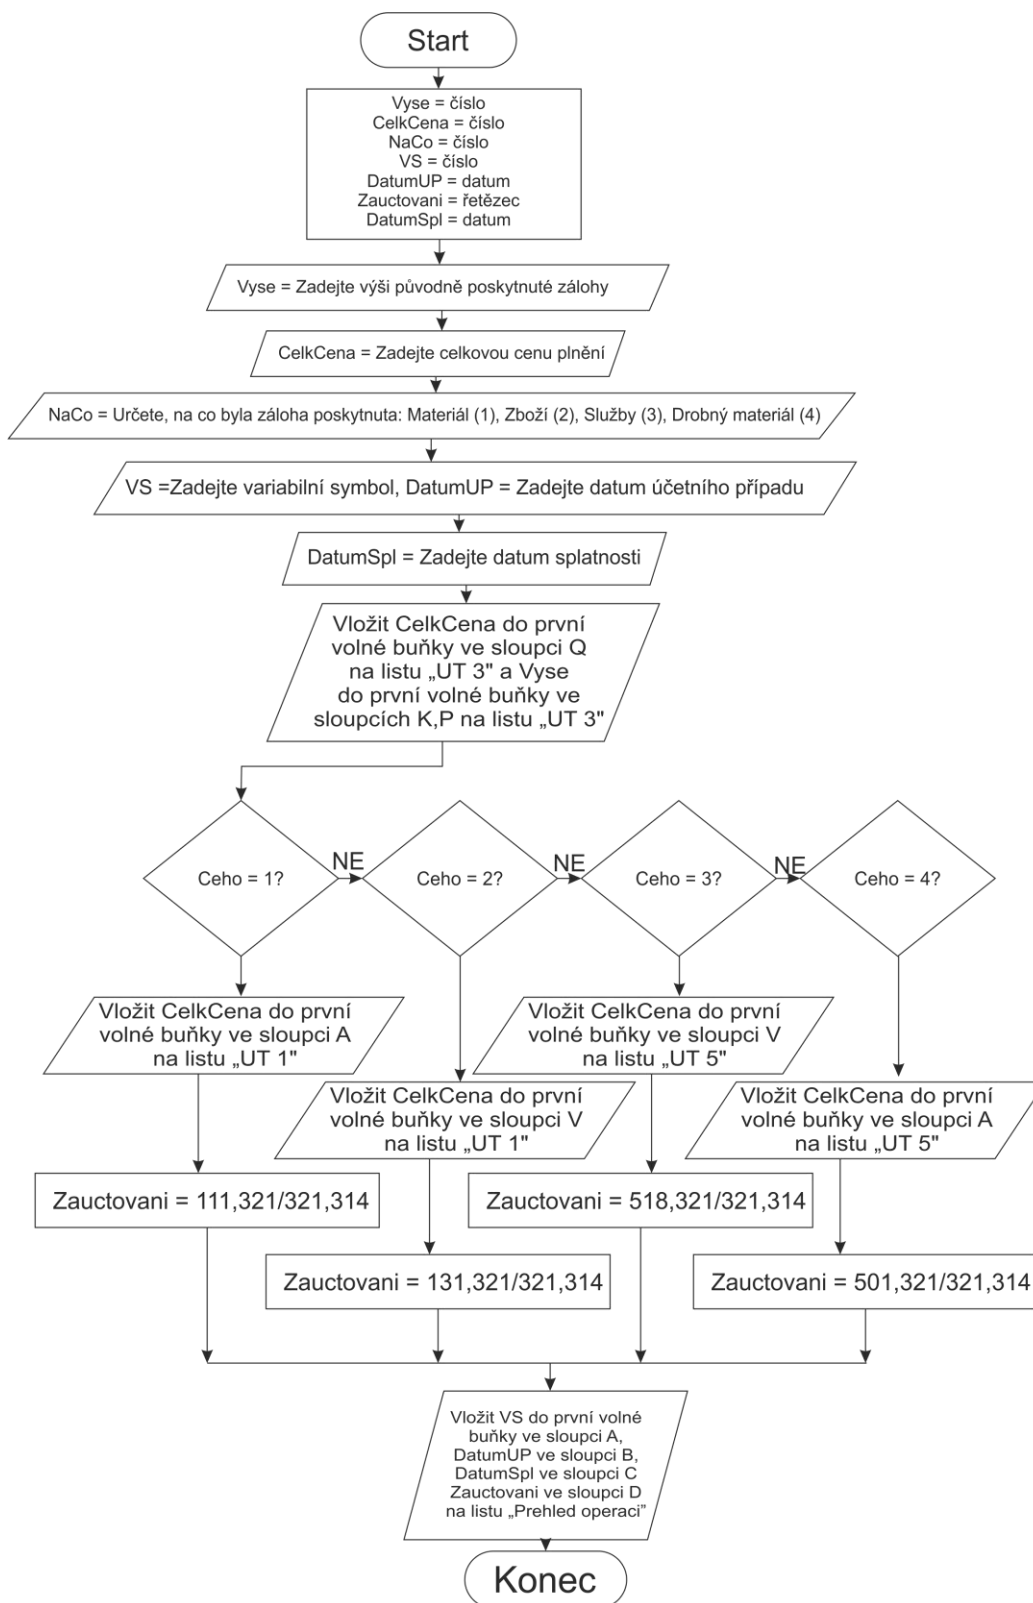 Start
Vyse = číslo
CelkCena = číslo
NaCo = číslo
VS = číslo
DatumUP = datum
Zauctovani = řetězec
DatumSpl = datum
Vyse = Zadejte výši původně poskytnuté zálohy
CelkCena = Zadejte celkovou cenu plnění
NaCo = Určete, na co byla záloha poskytnuta: Materiál (1), Zboží (2), Služby (3), Drobný materiál (4)
VS =Zadejte variabilní symbol, DatumUP = Zadejte datum účetního případu
DatumSpl = Zadejte datum splatnosti
Vložit CelkCena do první
volné buňky ve sloupci Q
na listu „UT 3" a Vyse
do první volné buňky ve
sloupcích K,P na listu „UT 3"
Ceho = 1?
NE
Ceho = 2?
NE
Ceho = 3?
NE
Ceho = 4?
Vložit CelkCena do první
volné buňky ve sloupci A
na listu „UT 1"
Vložit CelkCena do první
volné buňky ve sloupci V
na listu „UT 5"
Vložit CelkCena do první
volné buňky ve sloupci V
na listu „UT 1"
Vložit CelkCena do první
volné buňky ve sloupci A
na listu „UT 5"
Zauctovani = 111,321/321,314
Zauctovani = 518,321/321,314
Zauctovani = 131,321/321,314
Zauctovani = 501,321/321,314
Vložit VS do první volné
buňky ve sloupci A,
DatumUP ve sloupci B,
DatumSpl ve sloupci C
Zauctovani ve sloupci D
na listu „Prehled operaci”
Konec